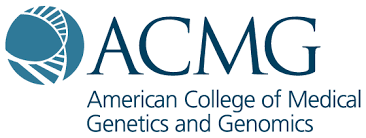 ACMG
American College of Medical
Genetics and Genomics